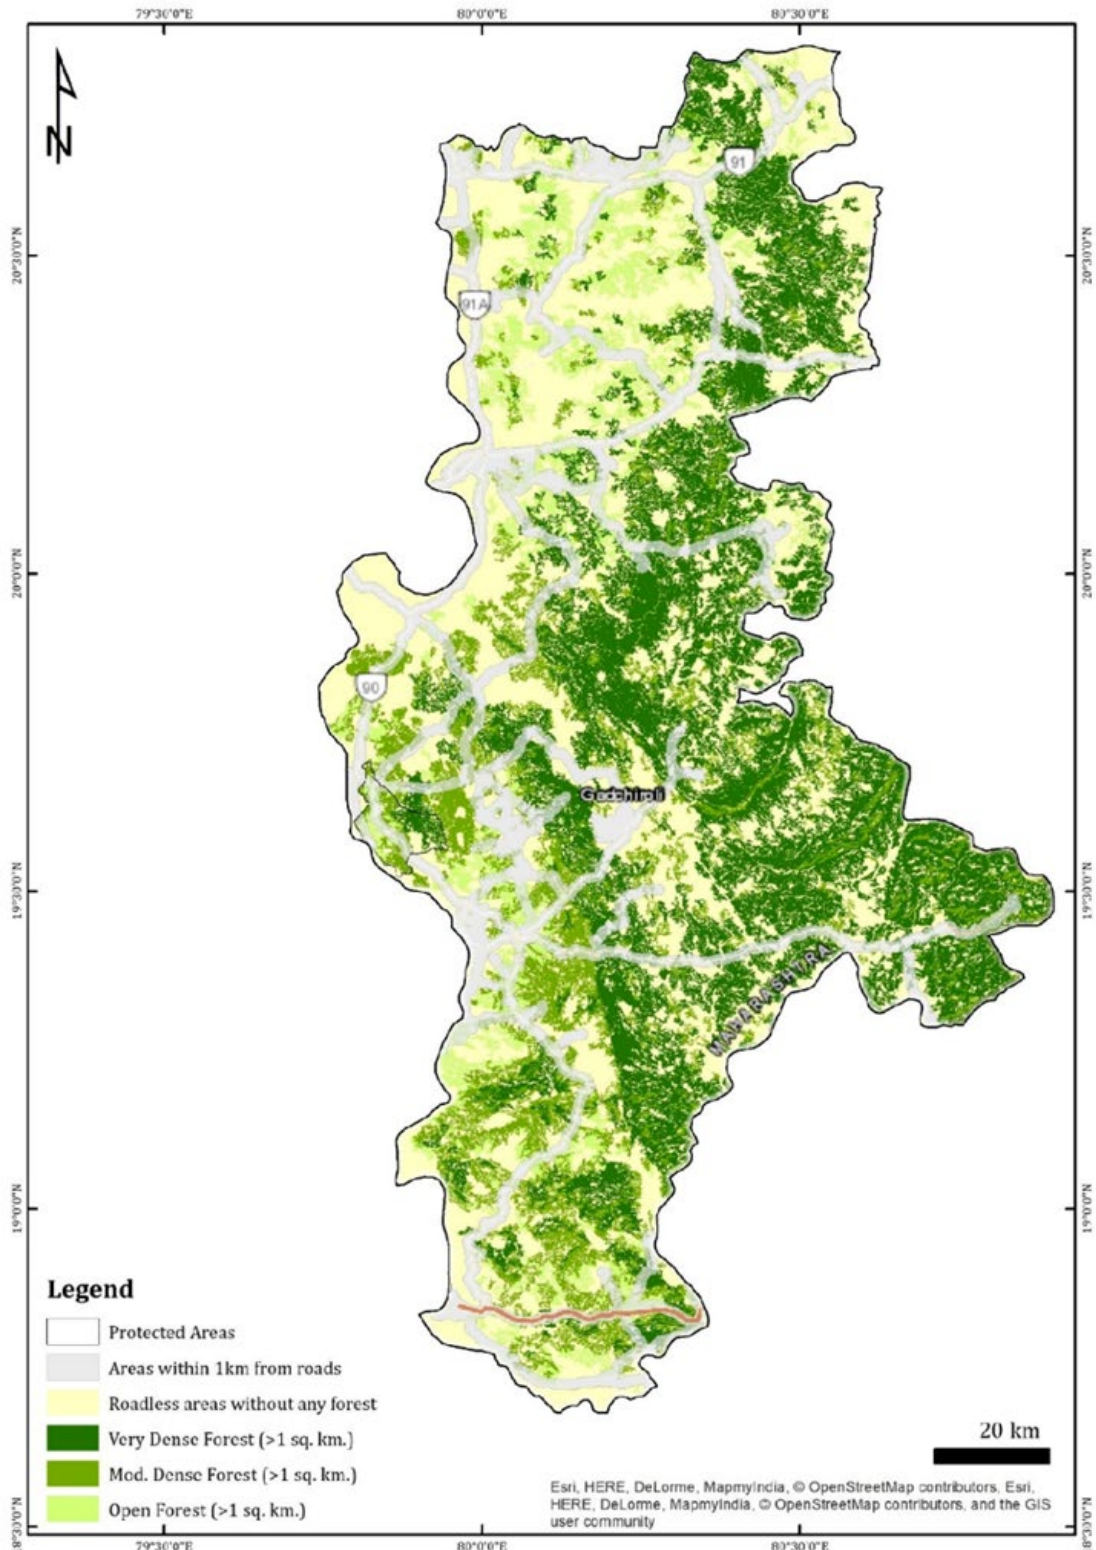 79°30'0"E 80°0'0"E 80°30'0"E
N
91
20°30'0"N 20°30'0"N
91A
20°0'0"N 20°0'0"N
90
Gadchiroli
19°30'0"N 19°30'0"N
MAHARASHTRA
19°0'0"N 19°0'0"N
Legend
Protected Areas
Areas within 1km from roads
Roadless areas without any forest
Very Dense Forest (>1 sq. km.)
Mod. Dense Forest (>1 sq. km.)
Open Forest (>1 sq. km.)
20 km
Esri, HERE, DeLorme, MapmyIndia, © OpenStreetMap contributors, Esri,
HERE, DeLorme, MapmyIndia, © OpenStreetMap contributors, and the GIS
user community
79°30'0"E 80°0'0"E 80°30'0"E